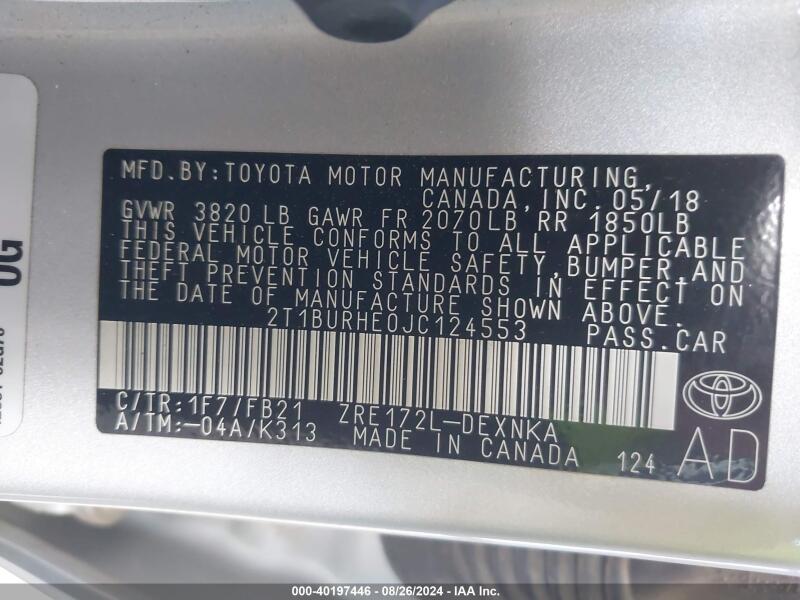 MFD. BY: TOYOTA MOTOR MANUFACTURING,
CANADA, INC. 05/18
GVWR 3820 LB GAWR FR 2070LB RR 1850LB
THIS VEHICLE CONFORMS TO ALL APPLICABLE
FEDERAL MOTOR VEHICLE SAFETY, BUMPER, AND
THEFT PREVENTION STANDARDS IN EFFECT ON
THE DATE OF MANUFACTURE SHOWN ABOVE.
2T1BURHE0JC124553 PASS. CAR
C/TR: 1F7/FB21 ZRE172L-DEXNKA
A/TM: -04A/K313 MADE IN CANADA 124 AD
UG
000-40197446 - 08/26/2024 - IAA Inc.